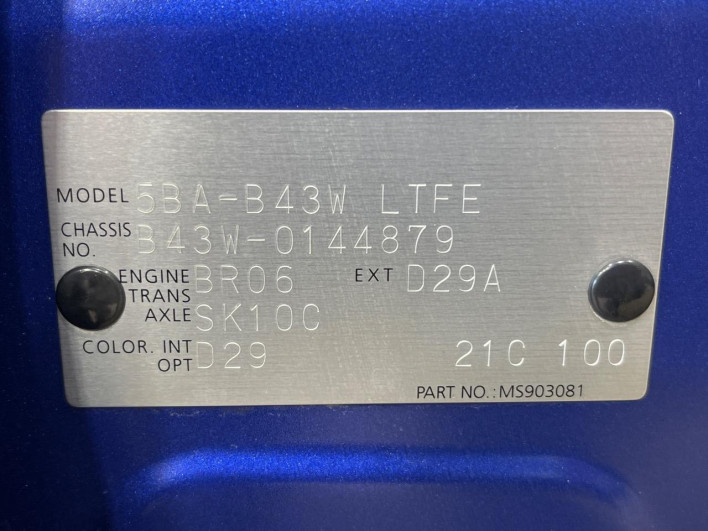 MODEL 5BA-B43W LTFE
CHASSIS NO. B43W-0144879
ENGINE BR06 EXT D29A
TRANS AXLE SK10C
COLOR. INT D29 21C 100
OPT
PART NO.: MS903081